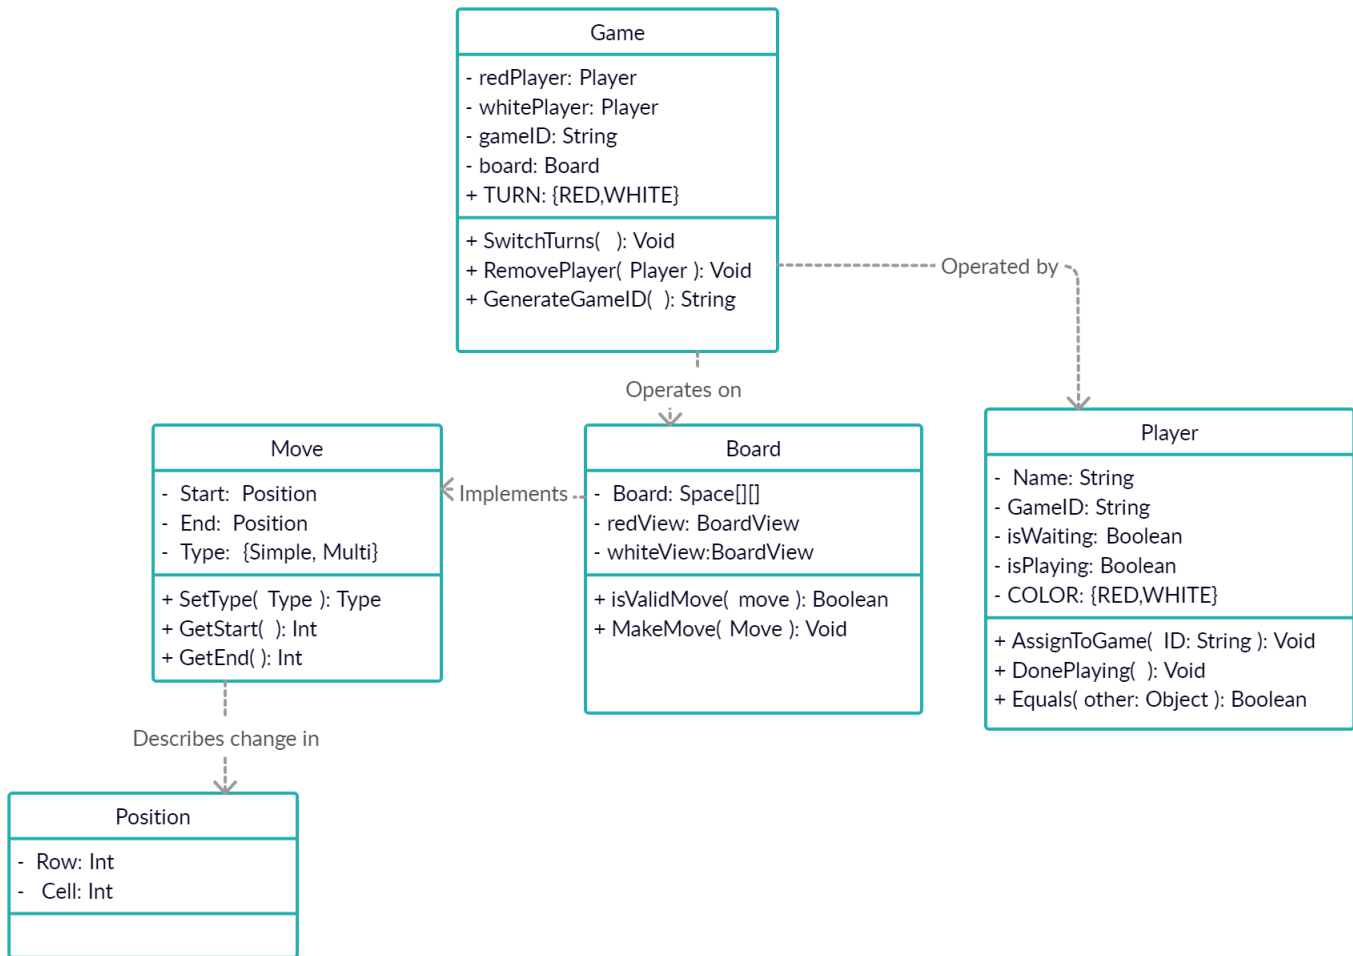 Game
- redPlayer: Player
- whitePlayer: Player
- gameID: String
- board: Board
+ TURN: {RED,WHITE}
+ SwitchTurns(  ): Void
+ RemovePlayer( Player ): Void
+ GenerateGameID(  ): String
Operated by
Operates on
Move
- Start: Position
- End: Position
- Type: {Simple, Multi}
+ SetType( Type ): Type
+ GetStart(  ): Int
+ GetEnd( ): Int
Implements
Board
- Board: Space[][]
- redView: BoardView
- whiteView:BoardView
+ isValidMove( move ): Boolean
+ MakeMove( Move ): Void
Player
- Name: String
- GameID: String
- isWaiting: Boolean
- isPlaying: Boolean
- COLOR: {RED,WHITE}
+ AssignToGame( ID: String ): Void
+ DonePlaying(  ): Void
+ Equals( other: Object ): Boolean
Describes change in
Position
- Row: Int
- Cell: Int